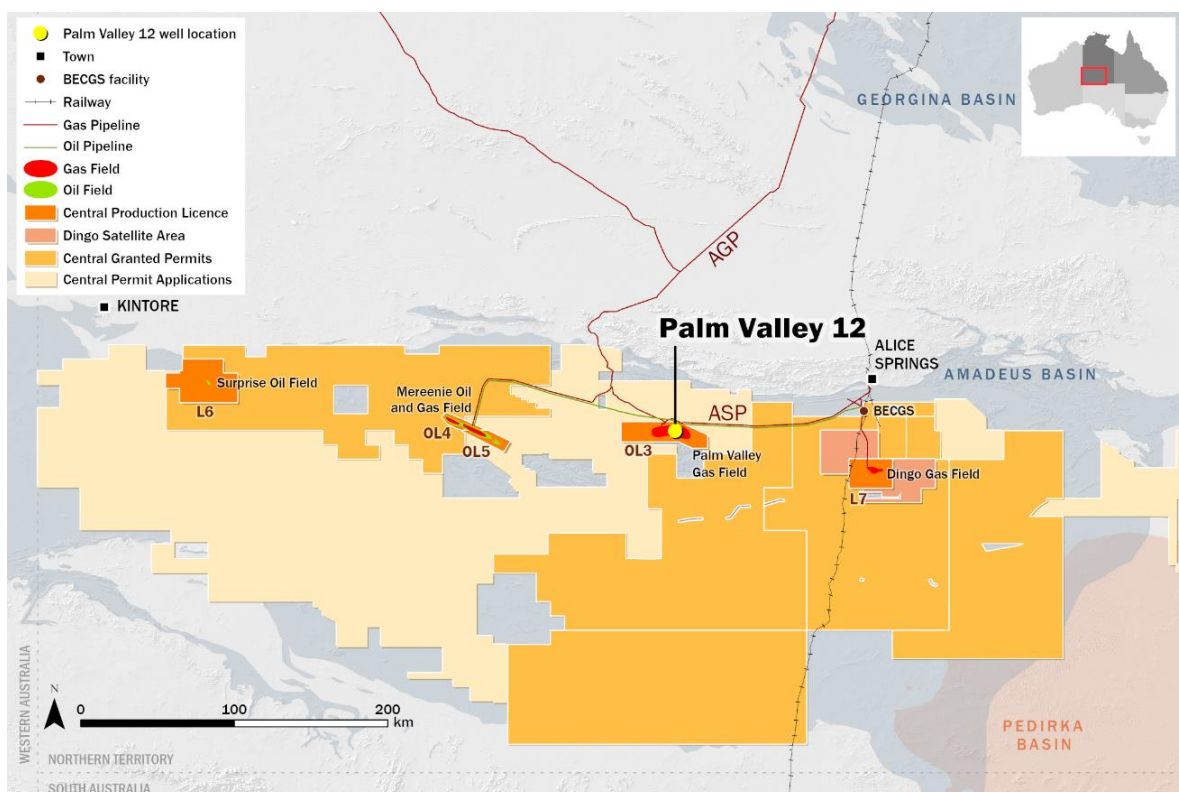 Palm Valley 12 well location
Town
BECGS facility
Railway
Gas Pipeline
Oil Pipeline
Gas Field
Oil Field
Central Production Licence
Dingo Satellite Area
Central Granted Permits
Central Permit Applications
GEORGINA BASIN
AGP
KINTORE
Palm Valley 12
ALICE
SPRINGS
AMADEUS BASIN
Surprise Oil Field
L6
Mereenie Oil
and Gas Field
OL4
OL5
OL3
ASP
BECGS
Palm Valley
Gas Field
Dingo Gas Field
L7
WESTERN AUSTRALIA
N
0 100 200
km
PEDIRKA
BASIN
NORTHERN TERRITORY
SOUTH AUSTRALIA